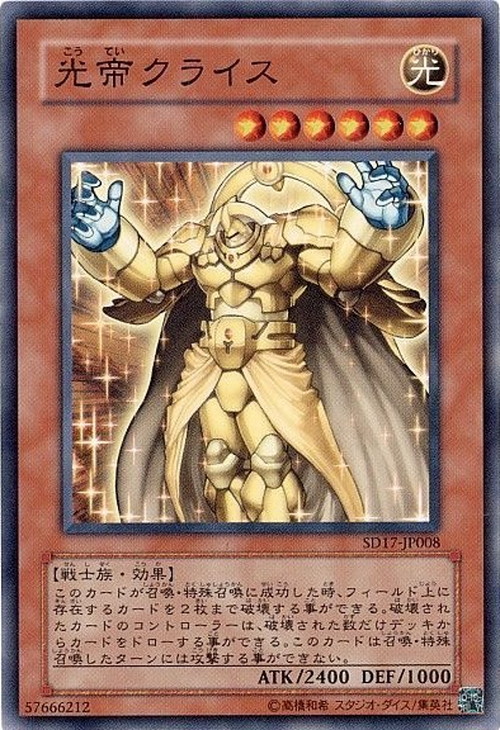 光帝クライス
光
SD17-JP008
【戦士族・効果】
このカードが召喚・特殊召喚に成功した時、フィールド上に
存在するカードを２枚まで破壊する事ができる。破壊され
たカードのコントローラーは、破壊された数だけデッキか
らカードをドローする事ができる。このカードは召喚・特殊
召喚したターンには攻撃する事ができない。
ATK/2400 DEF/1000
57666212
©高橋和希 スタジオ・ダイス/集英社